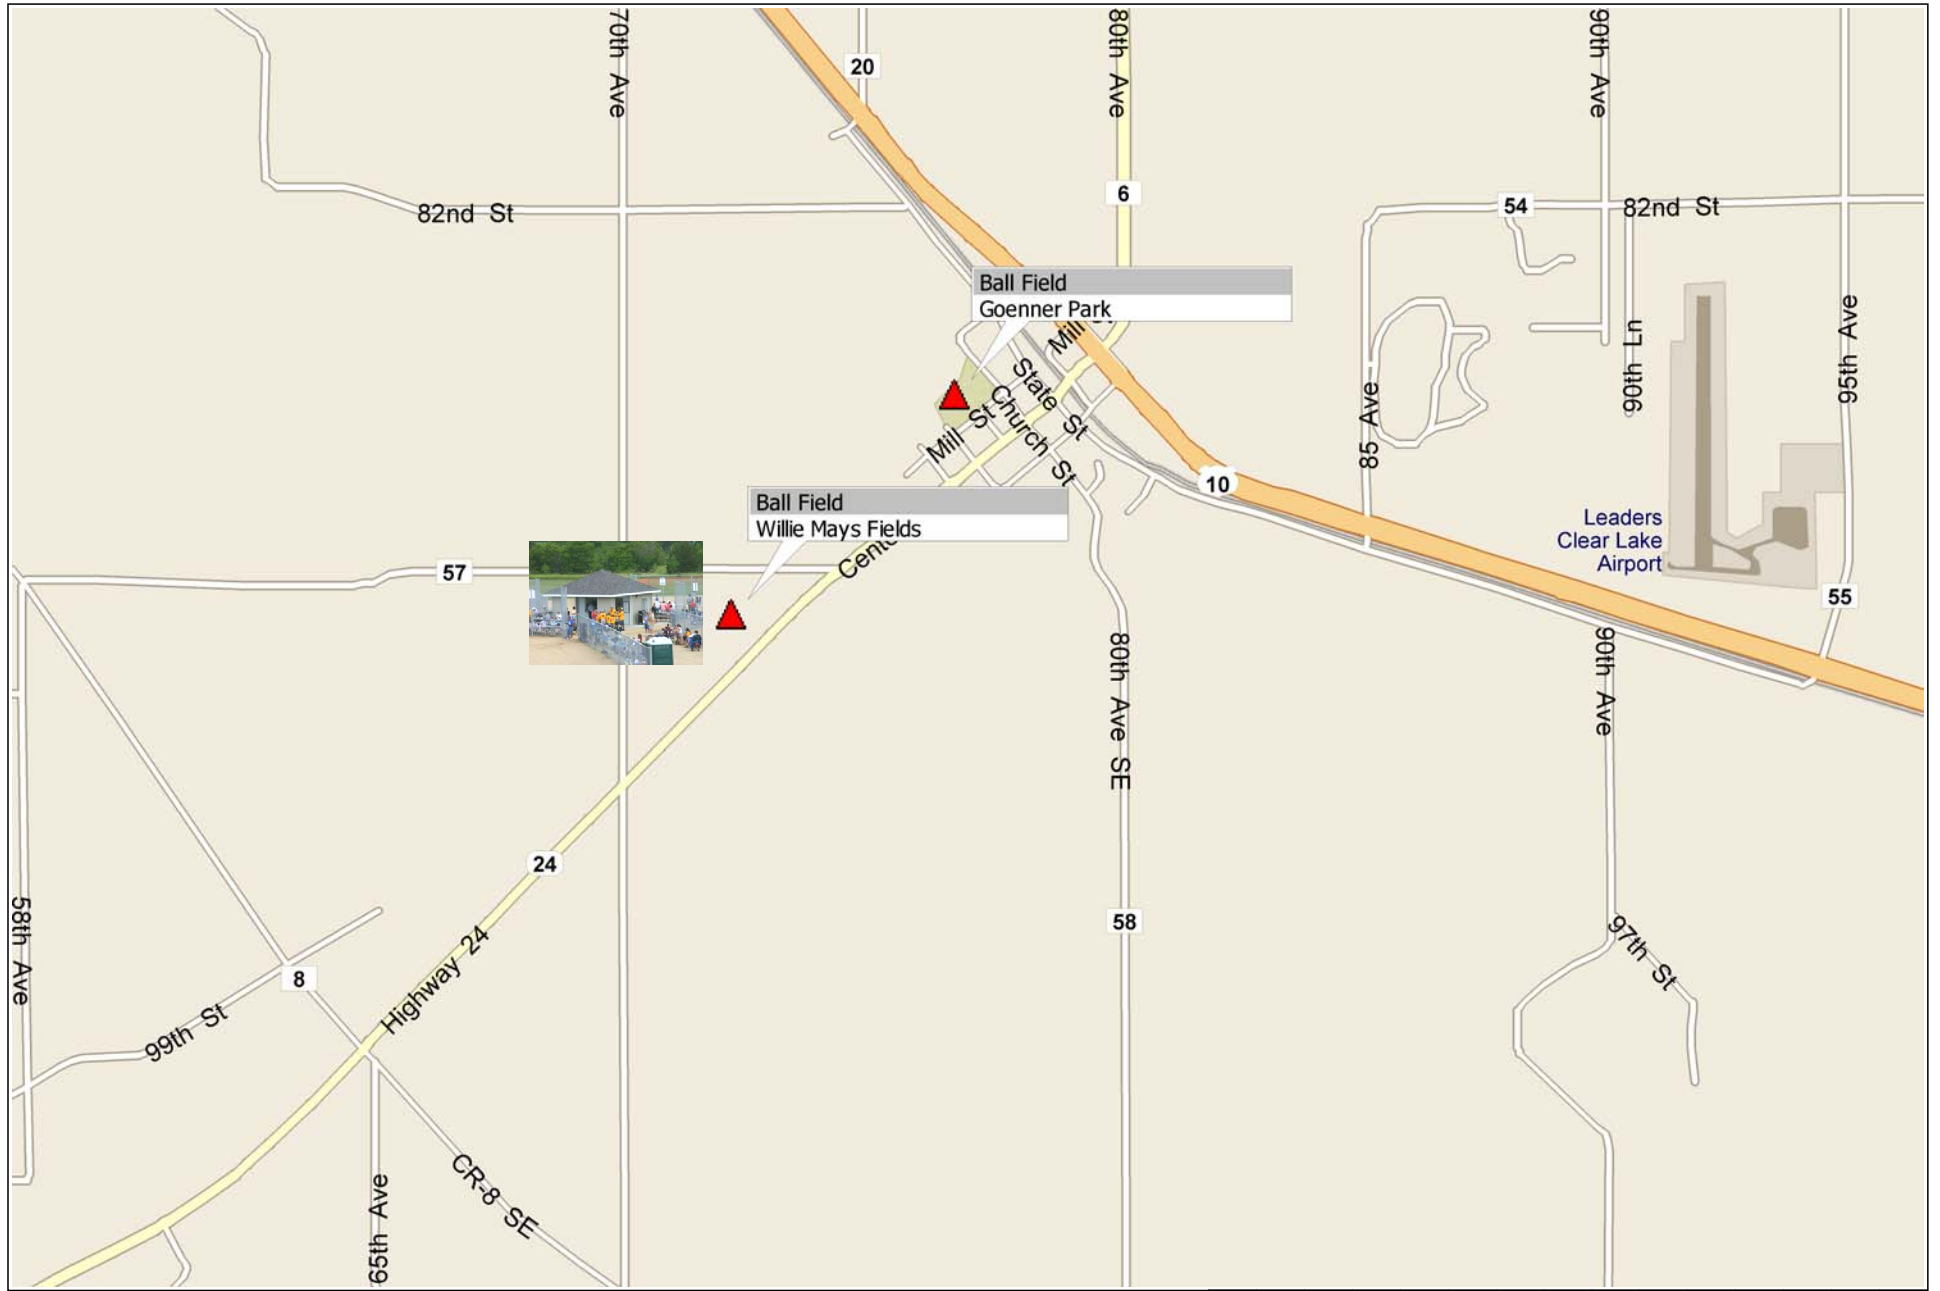 70th Ave
20
80th Ave
90th Ave
6
82nd St
54
82nd St
Ball Field
Goenner Park
Mill St
90th Ln
95th Ave
State St
85 Ave
Church St
Mill St
10
Ball Field
Willie Mays Fields
Leaders
Clear Lake
Airport
57
55
80th Ave SE
90th Ave
24
58th Ave
58
Highway 24
97th St
8
99th St
CR-8 SE
65th Ave